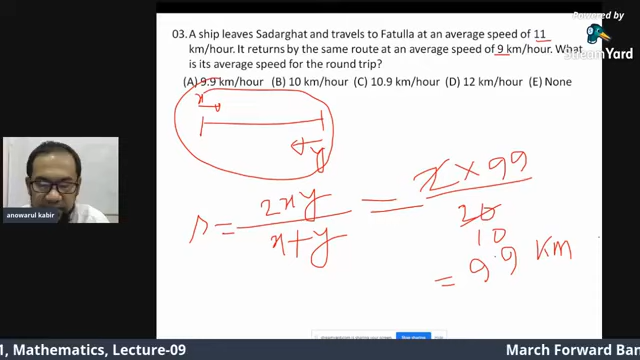 Powered by
StreamYard
03. A ship leaves Sadarghat and travels to Fatulla at an average speed of 11
km/hour. It returns by the same route at an average speed of 9 km/hour. What
is its average speed for the round trip?
(A) 9.9 km/hour (B) 10 km/hour (C) 10.9 km/hour (D) 12 km/hour (E) None
x
y
s = 2xy / x+y = 2 × 99 / 20
10
= 9.9 km
anowarul kabir
1, Mathematics, Lecture-09
March Forward Ban